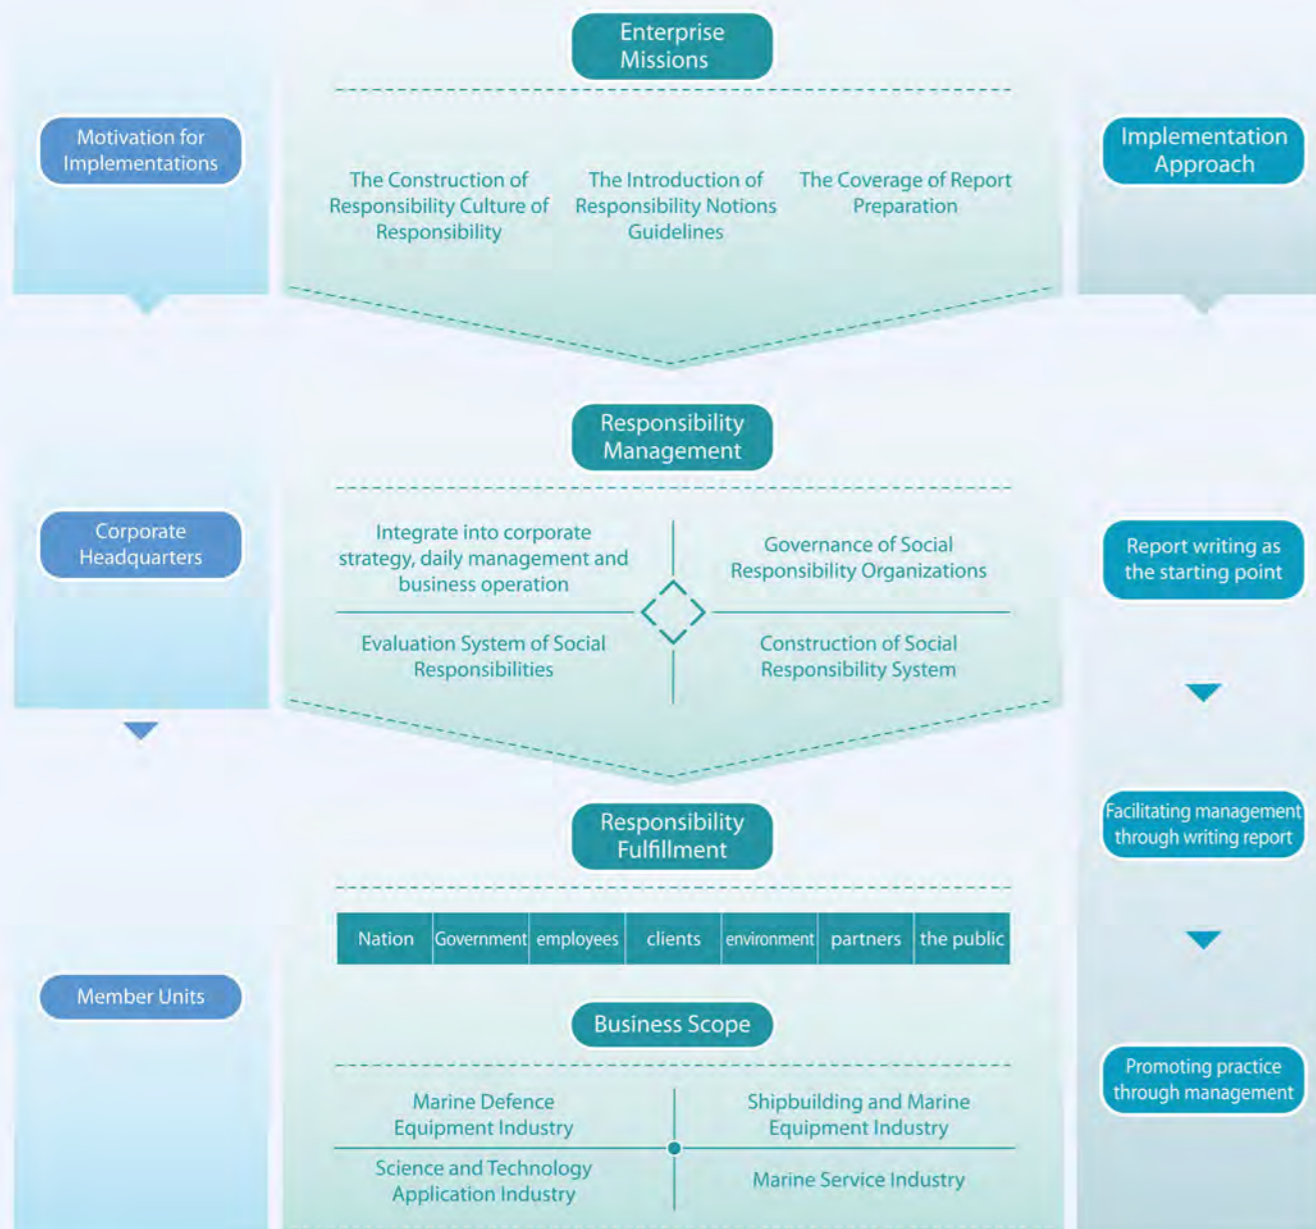 Enterprise
Missions
Motivation for
Implementations
Implementation
Approach
The Construction of
Responsibility Culture of
Responsibility
The Introduction of
Responsibility Notions
Guidelines
The Coverage of Report
Preparation
Responsibility
Management
Corporate
Headquarters
Integrate into corporate
strategy, daily management and
business operation
Governance of Social
Responsibility Organizations
Evaluation System of Social
Responsibilities
Construction of Social
Responsibility System
Report writing as
the starting point
Responsibility
Fulfillment
Facilitating management
through writing report
Nation Government employees clients environment partners the public
Member Units
Business Scope
Marine Defence
Equipment Industry
Shipbuilding and Marine
Equipment Industry
Science and Technology
Application Industry
Marine Service Industry
Promoting practice
through management